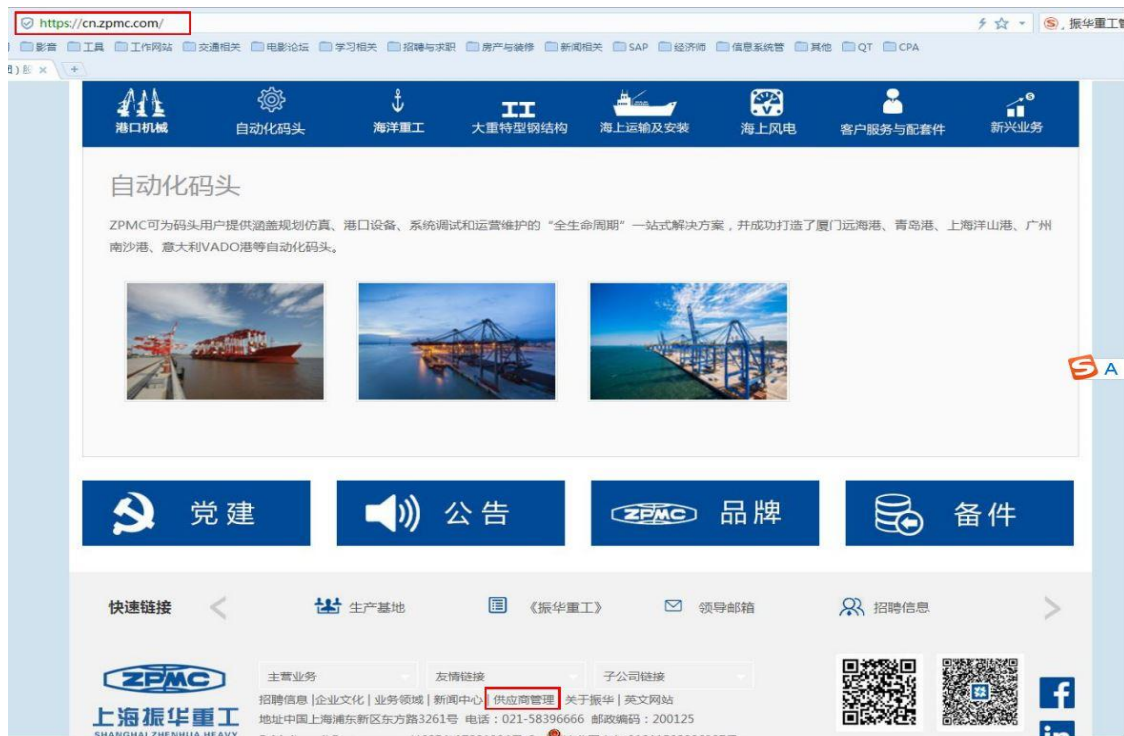 https://cn.zpmc.com/
振华重工
影音 工具 工作网站 交通相关 电影论坛 学习相关 招聘与求职 房产与装修 新闻相关 SAP 经济师 信息系统管 其他 QT CPA
港口机械 自动化码头 海洋重工 大重特型钢结构 海上运输及安装 海上风电 客户服务与配套件 新兴业务
自动化码头
ZPMC可为码头用户提供涵盖规划仿真、港口设备、系统调试和运营维护的“全生命周期”一站式解决方案，并成功打造了厦门远海港、青岛港、上海洋山港、广州
南沙港、意大利VADO港等自动化码头。
S A
党建 公告 ZPMC 品牌 备件
快速链接 < 生产基地 《振华重工》 领导邮箱 招聘信息 >
ZPMC
上海振华重工
主营业务 友情链接 子公司链接
招聘信息 |企业文化 | 业务领域 | 新闻中心 | 供应商管理 | 关于振华 | 英文网站
地址中国上海浦东新区东方路3261号 电话：021-58396666 邮政编码：200125
SHANGHAI ZHENHUA HEAVY
f
in